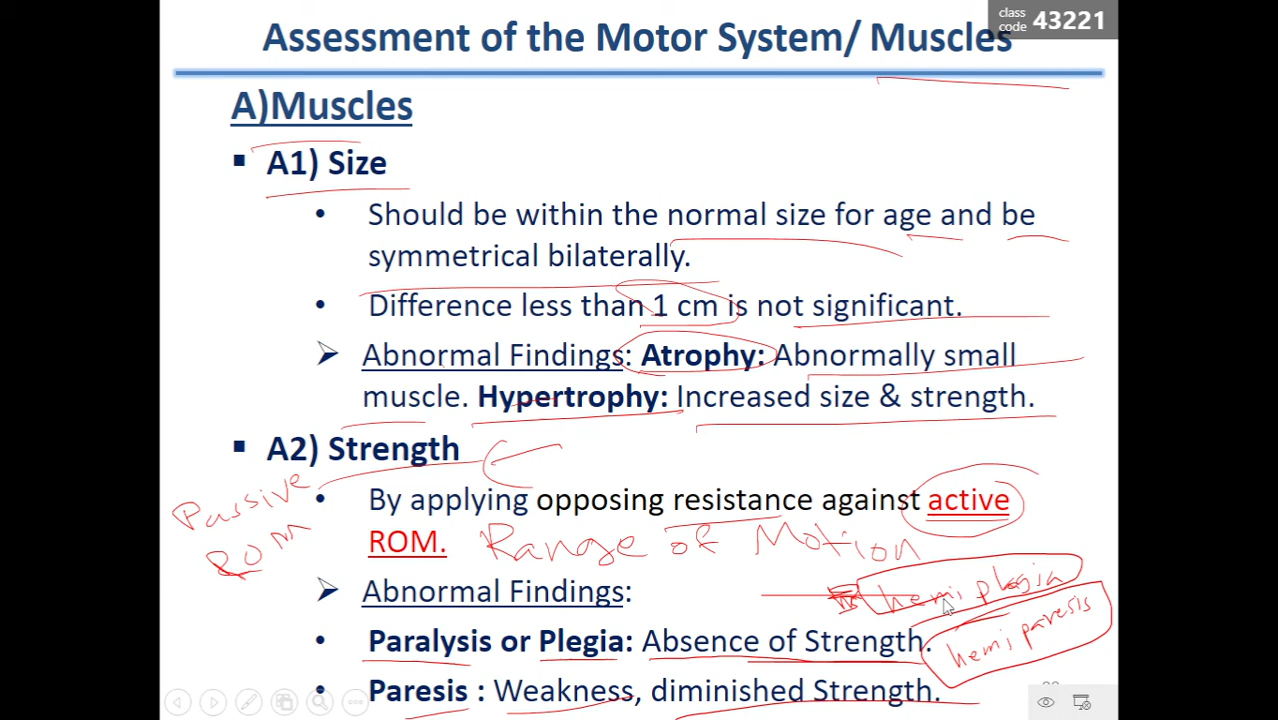 class code 43221
Assessment of the Motor System/ Muscles
A)Muscles
▪ A1) Size
• Should be within the normal size for age and be
symmetrical bilaterally.
• Difference less than 1 cm is not significant.
➢ Abnormal Findings: Atrophy: Abnormally small
muscle. Hypertrophy: Increased size & strength.
▪ A2) Strength
Passive
ROM
• By applying opposing resistance against active
ROM. Range of Motion
➢ Abnormal Findings:
hemiplegia
• Paralysis or Plegia: Absence of Strength.
hemiparesis
• Paresis : Weakness, diminished Strength.